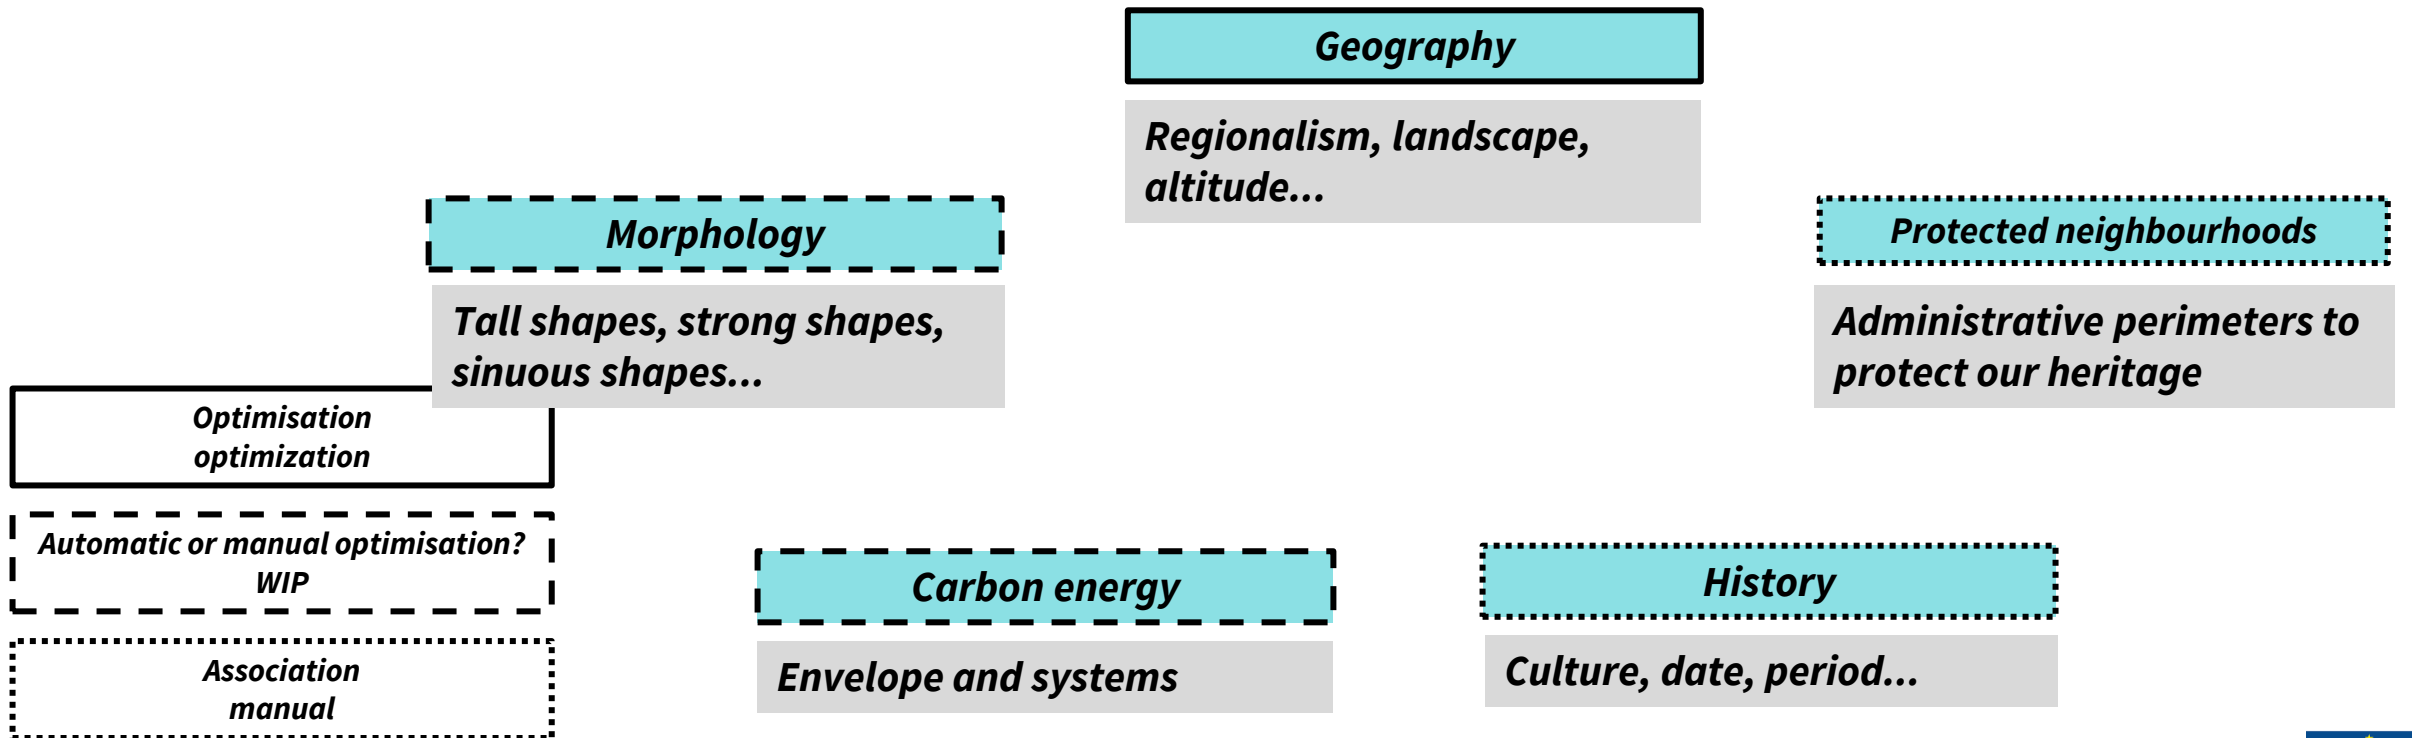 Geography
Regionalism, landscape,
altitude...
Morphology
Tall shapes, strong shapes,
sinuous shapes...
Protected neighbourhoods
Administrative perimeters to
protect our heritage
Optimisation
optimization
Automatic or manual optimisation?
WIP
Association
manual
Carbon energy
Envelope and systems
History
Culture, date, period...